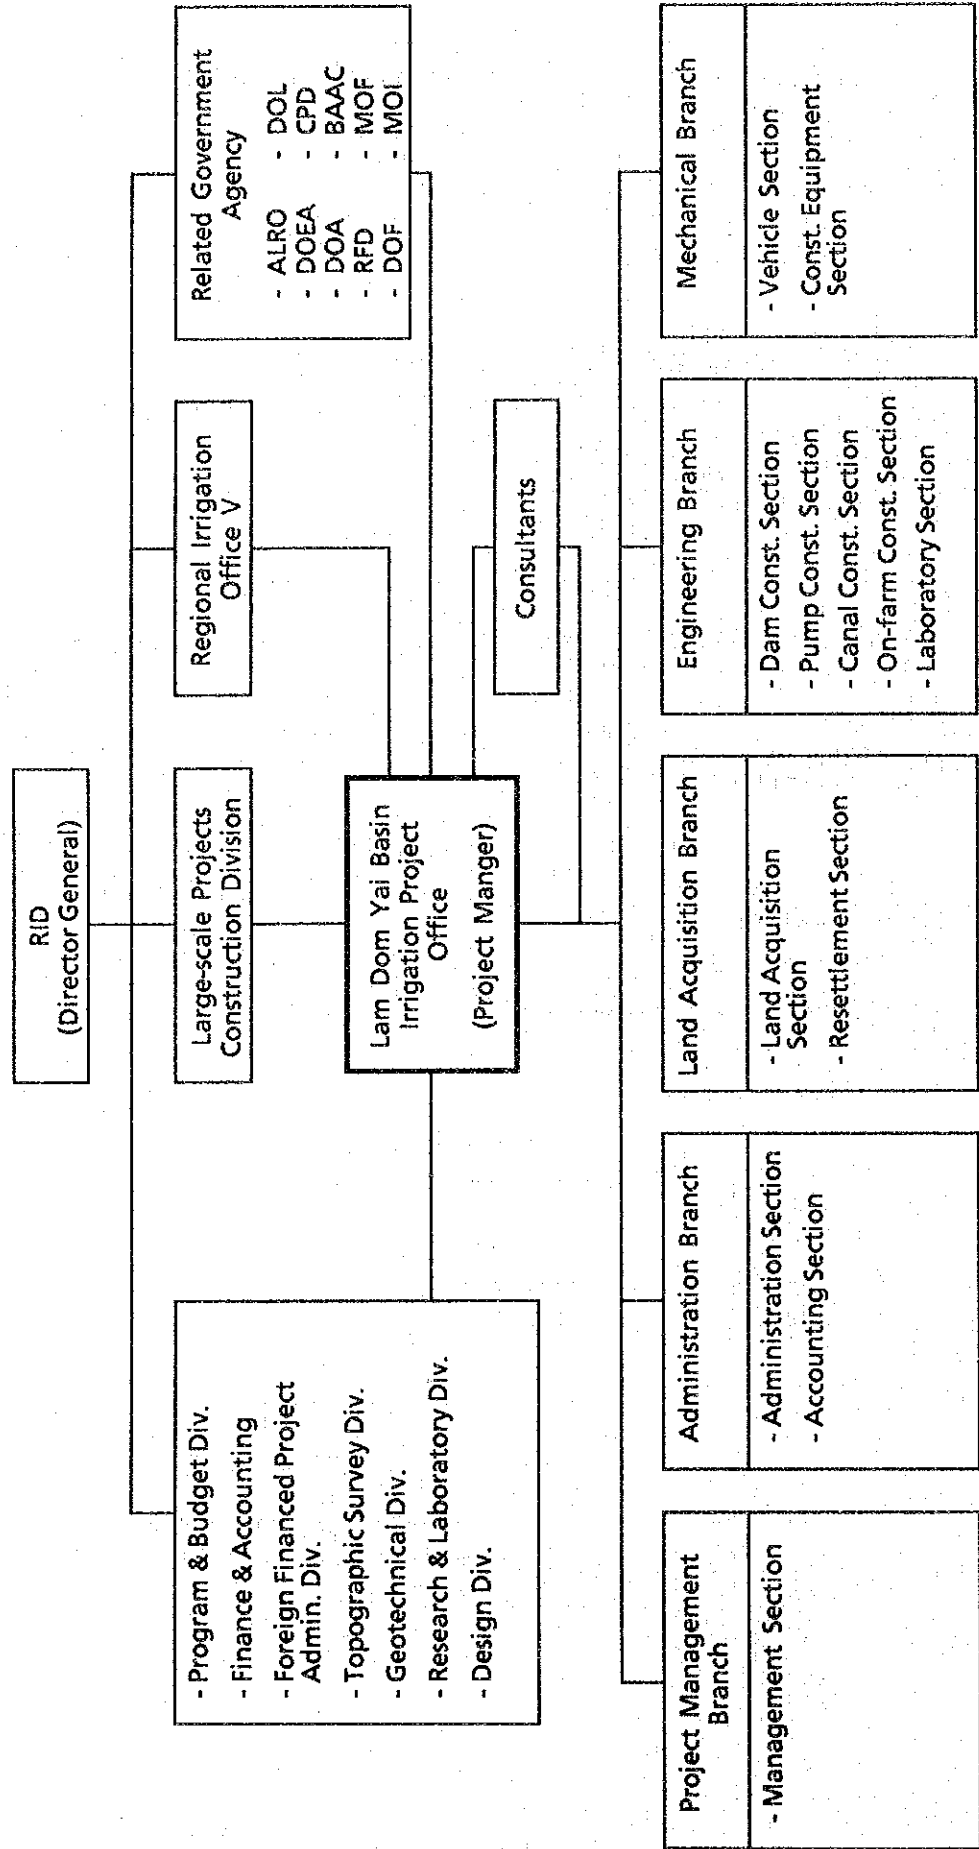 RID
(Director General)
- Program & Budget Div.
- Finance & Accounting
- Foreign Financed Project
Admin. Div.
- Topographic Survey Div.
- Geotechnical Div.
- Research & Laboratory Div.
- Design Div.
Large-scale Projects
Construction Division
Regional Irrigation
Office V
Related Government
Agency
- ALRO - DOL
- DOEA - CPD
- DOA - BAAC
- RFD - MOF
- DOF - MOI
Lam Dom Yai Basin
Irrigation Project
Office
(Project Manger)
Consultants
Project Management
Branch
- Management Section
Administration Branch
- Administration Section
- Accounting Section
Land Acquisition Branch
- Land Acquisition
Section
- Resettlement Section
Engineering Branch
- Dam Const. Section
- Pump Const. Section
- Canal Const. Section
- On-farm Const. Section
- Laboratory Section
Mechanical Branch
- Vehicle Section
- Const. Equipment
Section